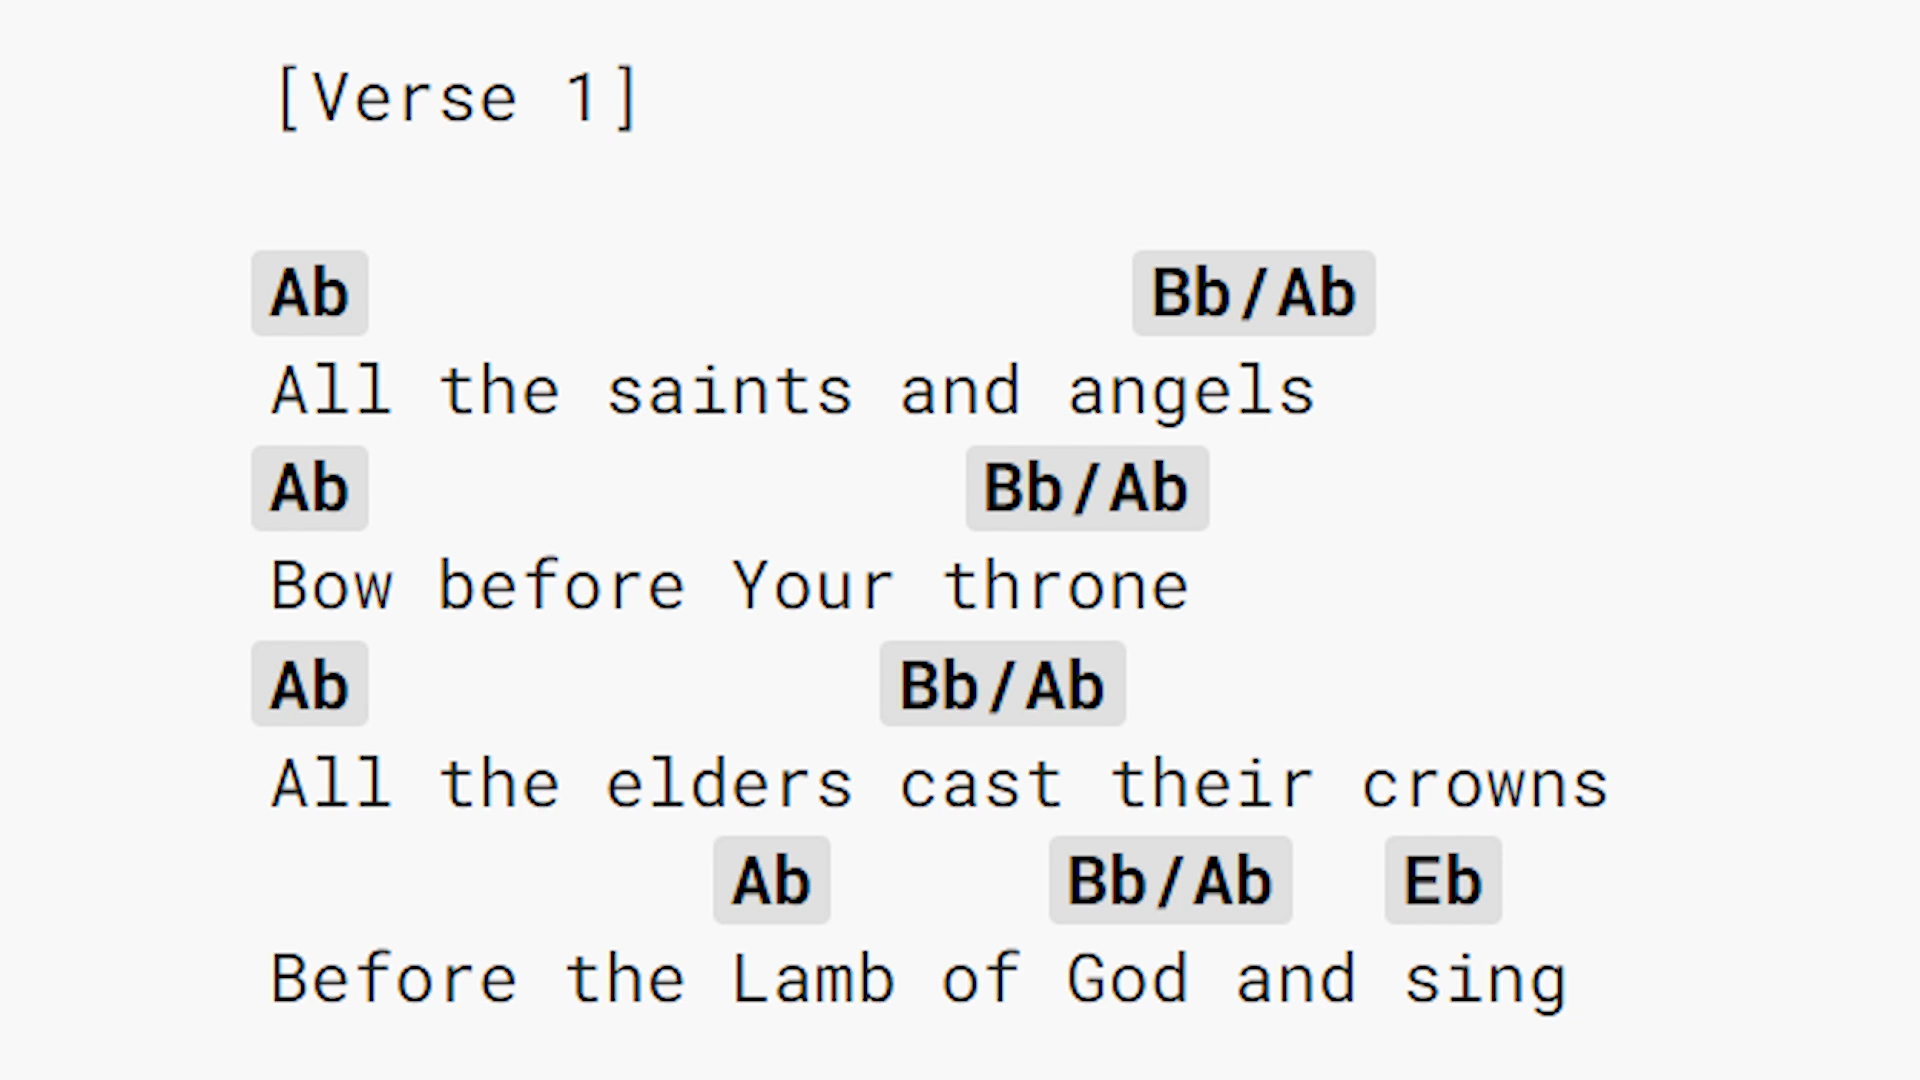 [Verse 1]
Ab Bb/Ab
All the saints and angels
Ab Bb/Ab
Bow before Your throne
Ab Bb/Ab
All the elders cast their crowns
Ab Bb/Ab Eb
Before the Lamb of God and sing